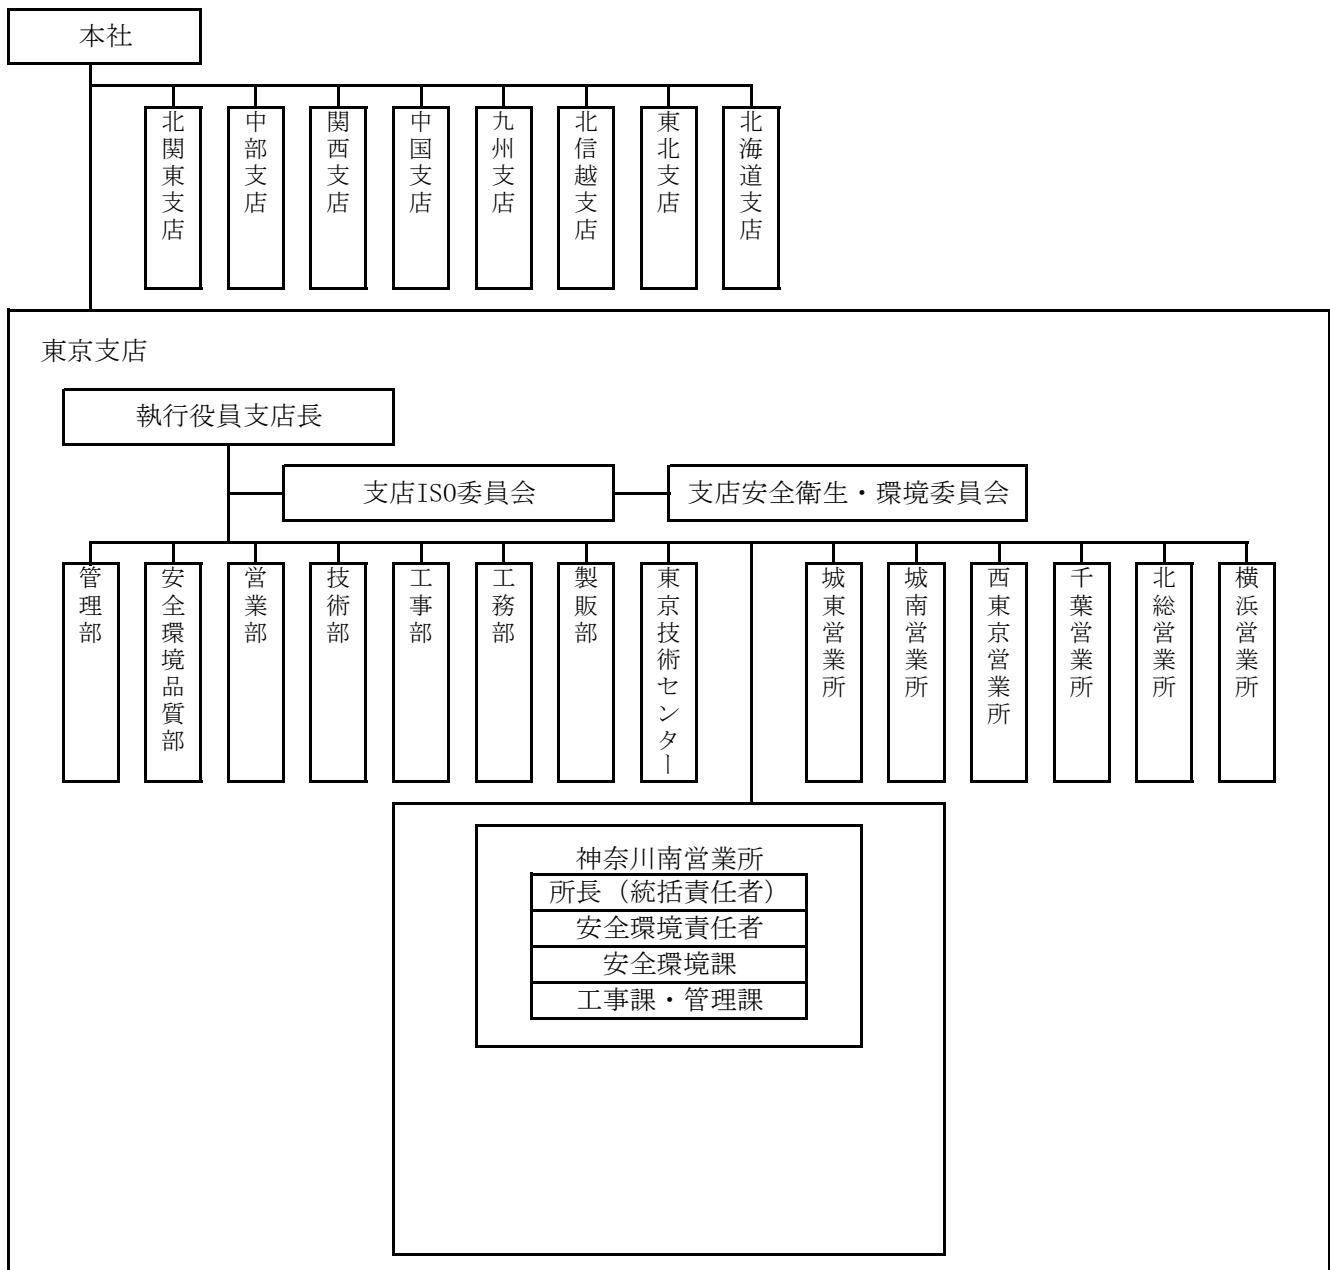 本社
北関東支店
中部支店
関西支店
中国支店
九州支店
北信越支店
東北支店
北海道支店
東京支店
執行役員支店長
支店ISO委員会
支店安全衛生・環境委員会
管理部
安全環境品質部
営業部
技術部
工事部
工務部
製販部
東京技術センター
城東営業所
城南営業所
西東京営業所
千葉営業所
北総営業所
横浜営業所
神奈川南営業所
所長（統括責任者）
安全環境責任者
安全環境課
工事課・管理課